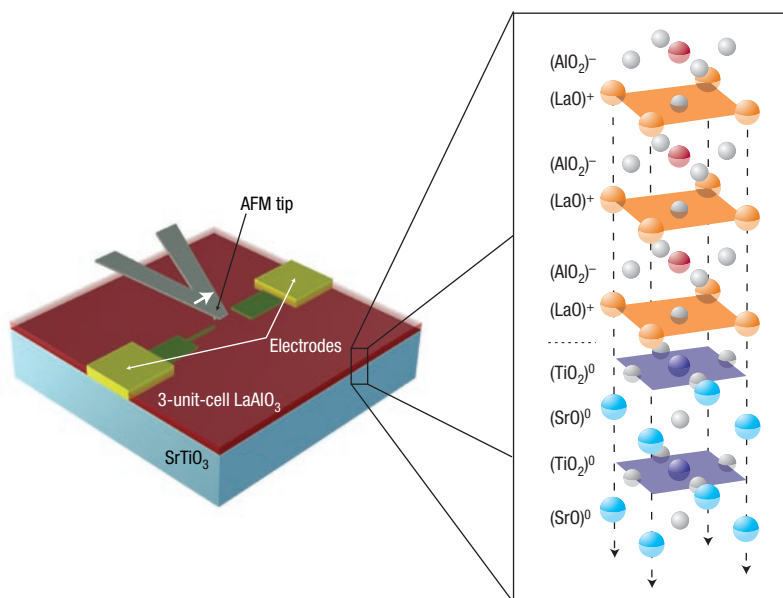 AFM tip
Electrodes
3-unit-cell LaAlO₃
SrTiO₃
(AlO₂)⁻
(LaO)⁺
(AlO₂)⁻
(LaO)⁺
(AlO₂)⁻
(LaO)⁺
(TiO₂)⁰
(SrO)⁰
(TiO₂)⁰
(SrO)⁰